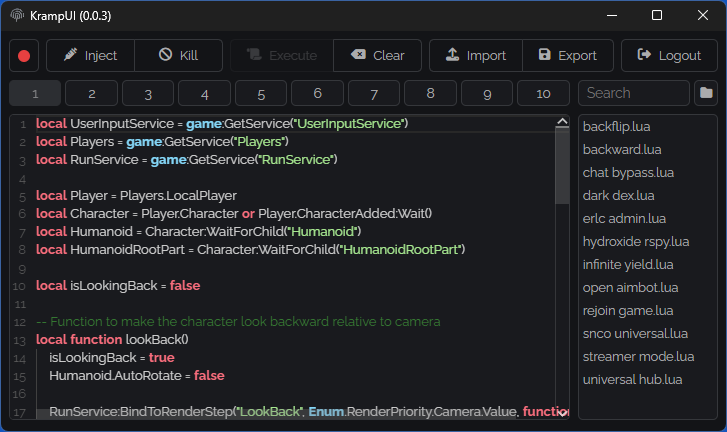 KrampUI (0.0.3)
Inject Kill Execute Clear Import Export Logout
1 2 3 4 5 6 7 8 9 10 Search
1 local UserInputService = game:GetService("UserInputService")
2 local Players = game:GetService("Players")
3 local RunService = game:GetService("RunService")
4
5 local Player = Players.LocalPlayer
6 local Character = Player.Character or Player.CharacterAdded:Wait()
7 local Humanoid = Character:WaitForChild("Humanoid")
8 local HumanoidRootPart = Character:WaitForChild("HumanoidRootPart")
9
10 local isLookingBack = false
11
12 -- Function to make the character look backward relative to camera
13 local function lookBack()
14 isLookingBack = true
15 Humanoid.AutoRotate = false
16
17 RunService:BindToRenderStep("LookBack", Enum.RenderPriority.Camera.Value, function
backflip.lua
backward.lua
chat bypass.lua
dark dex.lua
erlc admin.lua
hydroxide rspy.lua
infinite yield.lua
open aimbot.lua
rejoin game.lua
snco universal.lua
streamer mode.lua
universal hub.lua